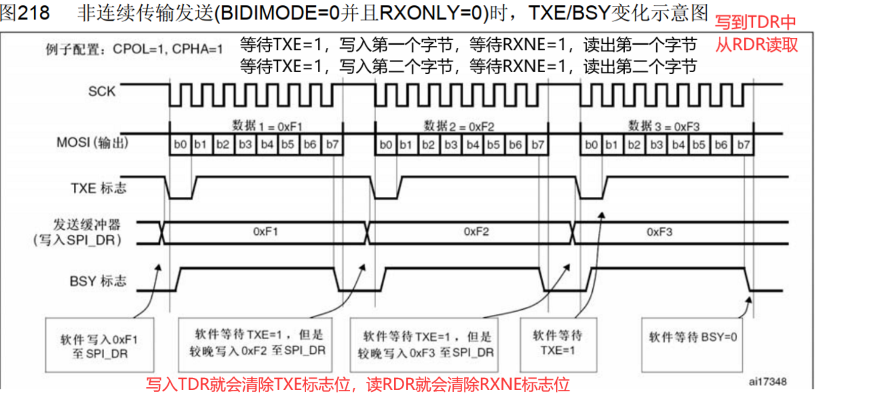 图218 非连续传输发送(BIDIMODE=0并且RXONLY=0)时，TXE/BSY变化示意图
写到TDR中
从RDR读取
例子配置：CPOL=1, CPHA=1
等待TXE=1，写入第一个字节，等待RXNE=1，读出第一个字节
等待TXE=1，写入第二个字节，等待RXNE=1，读出第二个字节
SCK
数据 1 = 0xF1 数据2 = 0xF2 数据 3 = 0xF3
MOSI (输出) b0 b1 b2 b3 b4 b5 b6 b7 b0 b1 b2 b3 b4 b5 b6 b7 b0 b1 b2 b3 b4 b5 b6 b7
TXE 标志
发送缓冲器
(写入SPI_DR)
0xF1 0xF2 0xF3
BSY 标志
软件写入0xF1
至SPI_DR
软件等待TXE=1，但是
较晚写入0xF2 至SPI_DR
软件等待TXE=1，但是
较晚写入0xF3 至SPI_DR
软件等待
TXE=1
软件等待BSY=0
写入TDR就会清除TXE标志位，读RDR就会清除RXNE标志位
ai17348